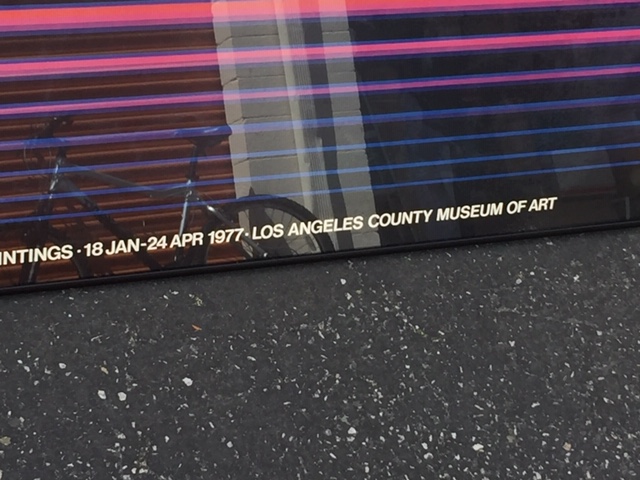 INTINGS · 18 JAN-24 APR 1977 · LOS ANGELES COUNTY MUSEUM OF ART